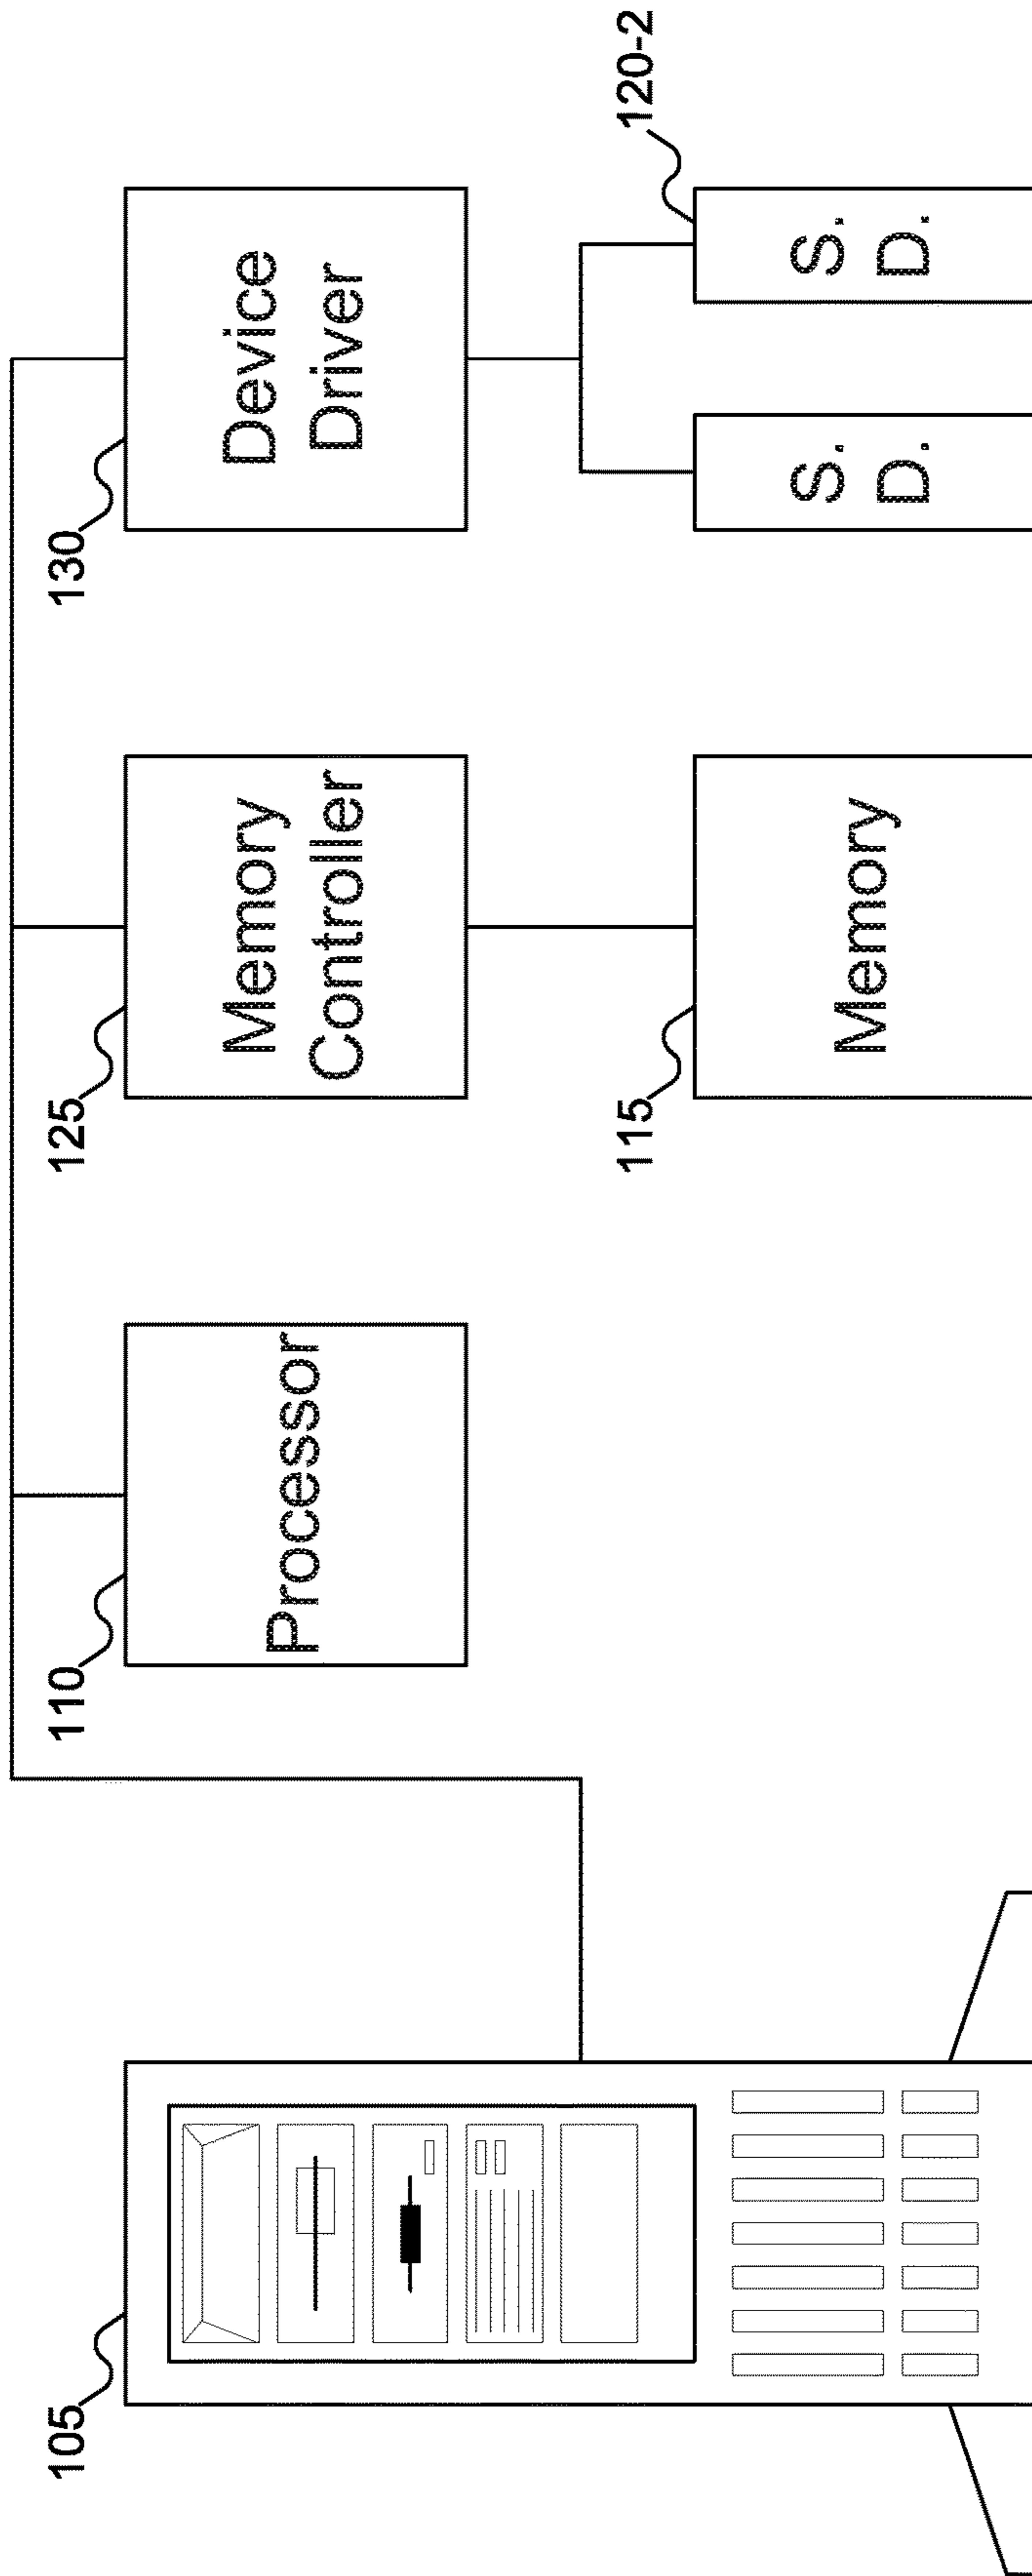 105
110
Processor
125
Memory
Controller
130
Device
Driver
115
Memory
S.
D.
120-2
S.
D.